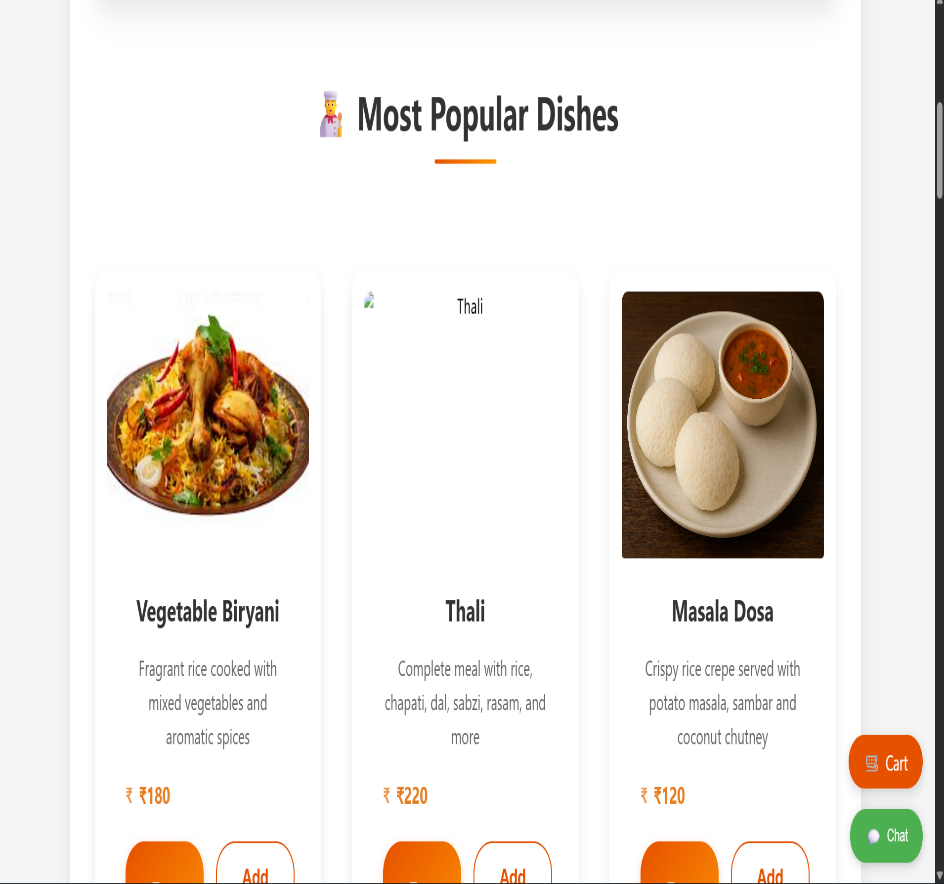 Most Popular Dishes
Thali
Vegetable Biryani
Fragrant rice cooked with
mixed vegetables and
aromatic spices
₹ ₹180
Add
Thali
Complete meal with rice,
chapati, dal, sabzi, rasam, and
more
₹ ₹220
Add
Masala Dosa
Crispy rice crepe served with
potato masala, sambar and
coconut chutney
₹ ₹120
Add
Cart
Chat